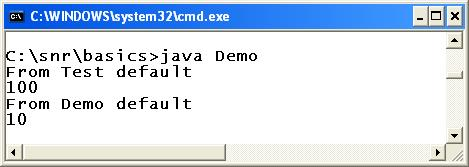 C:\WINDOWS\system32\cmd.exe
C:\snr\basics>java Demo
From Test default
100
From Demo default
10